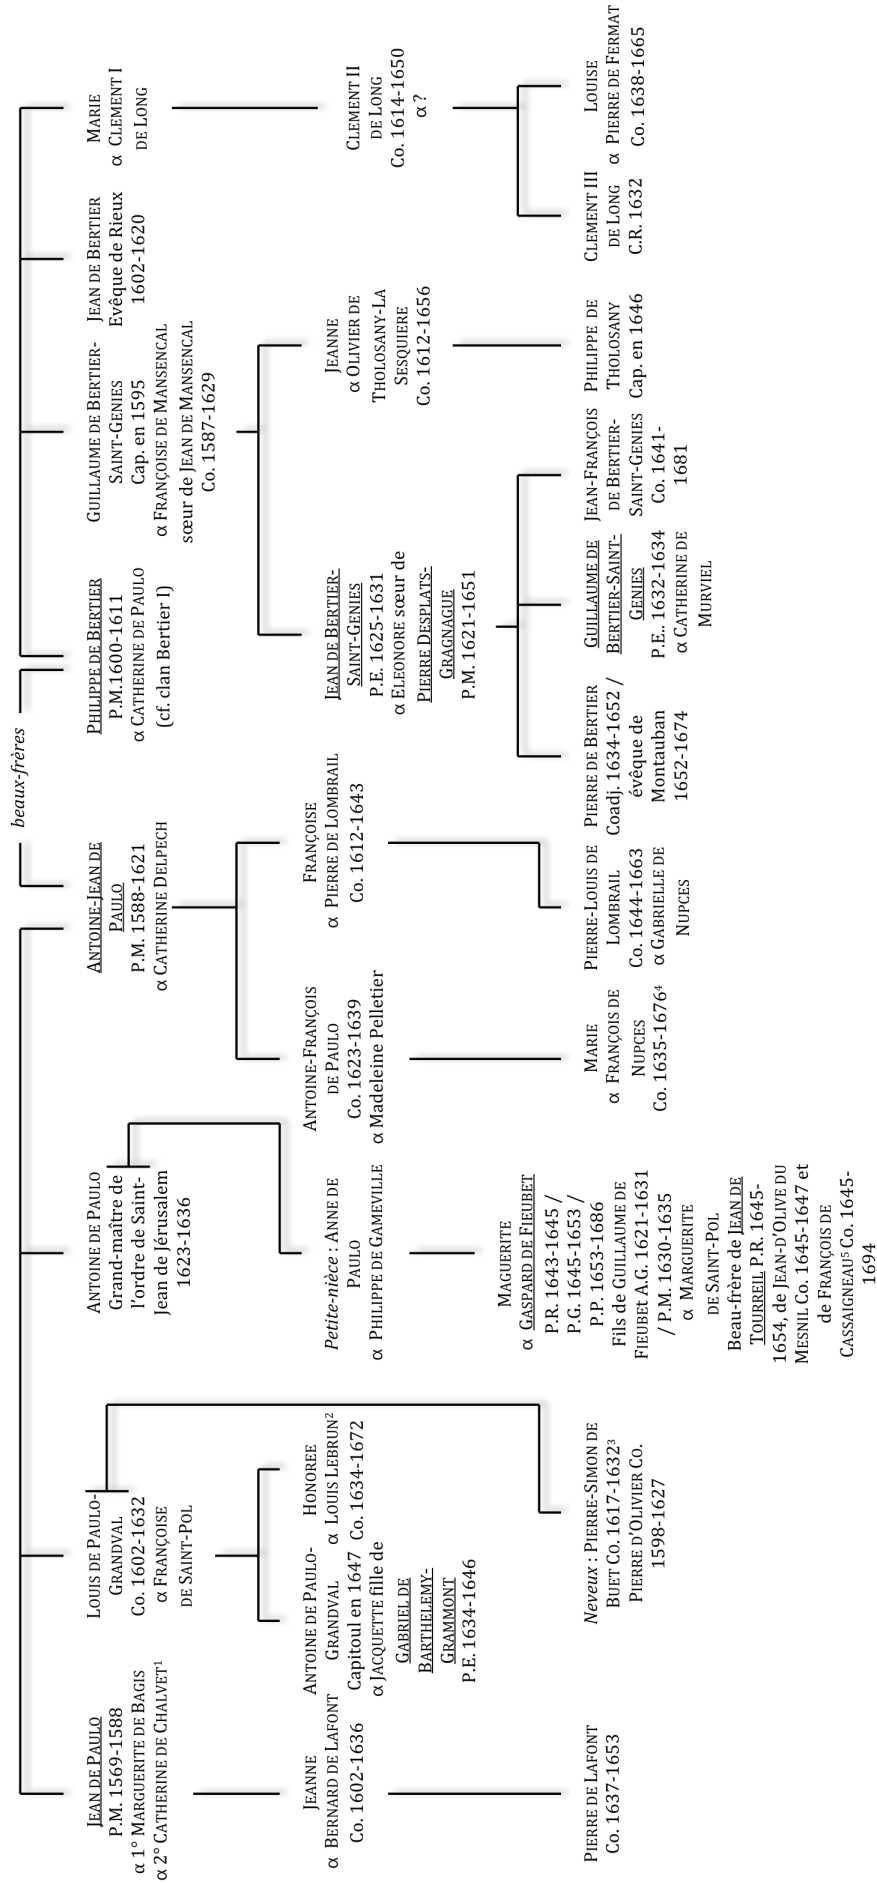 beaux-frères
JEAN DE PAULO
P.M. 1569-1588
α 1° MARGUERITE DE BAGIS
α 2° CATHERINE DE CHALVET¹
LOUIS DE PAULO-
GRANDVAL
Co. 1602-1632
α FRANÇOISE
DE SAINT-POL
ANTOINE DE PAULO
Grand-maître de
l'ordre de Saint-
Jean de Jérusalem
1623-1636
ANTOINE-JEAN DE
PAULO
P.M. 1588-1621
α CATHERINE DELPECH
PHILIPPE DE BERTIER
P.M.1600-1611
α CATHERINE DE PAULO
(cf. clan Bertier I)
GUILLAUME DE BERTIER-
SAINT-GENIES
Cap. en 1595
α FRANÇOISE DE MANSENCAL
sœur de JEAN DE MANSENCAL
Co. 1587-1629
JEAN DE BERTIER
Evêque de Rieux
1602-1620
MARIE
α CLEMENT I
DE LONG
JEANNE
α BERNARD DE LAFONT
Co. 1602-1636
ANTOINE DE PAULO-
GRANDVAL
Capitoul en 1647
α JACQUETTE fille de
GABRIEL DE
BARTHELEMY-
GRAMMONT
P.E. 1634-1646
HONOREE
α LOUIS LEBRUN²
Co. 1634-1672
Petite-nièce : ANNE DE
PAULO
α PHILIPPE DE GAMEVILLE
ANTOINE-FRANÇOIS
DE PAULO
Co. 1623-1639
α Madeleine Pelletier
FRANÇOISE
α PIERRE DE LOMBRAIL
Co. 1612-1643
JEAN DE BERTIER-
SAINT-GENIES
P.E. 1625-1631
α ELEONORE sœur de
PIERRE DESPLATS-
GRAGNAGUE
P.M. 1621-1651
JEANNE
α OLIVIER DE
THOLOSANY-LA
SESQUIERE
Co. 1612-1656
CLEMENT II
DE LONG
Co. 1614-1650
α ?
PIERRE DE LAFONT
Co. 1637-1653
Neveux : PIERRE-SIMON DE
BUET Co. 1617-1632³
PIERRE D'OLIVIER Co.
1598-1627
MAGUERITE
α GASPARD DE FIEUBET
P.R. 1643-1645 /
P.G. 1645-1653 /
P.P. 1653-1686
Fils de GUILLAUME DE
FIEUBET A.G. 1621-1631
/ P.M. 1630-1635
α MARGUERITE
DE SAINT-POL
Beau-frère de JEAN DE
TOURREIL P.R. 1645-
1654, de JEAN-D'OLIVE DU
MESNIL Co. 1645-1647 et
de FRANÇOIS DE
CASSAIGNEAU⁵ Co. 1645-
1694
MARIE
α FRANÇOIS DE
NUPCES
Co. 1635-1676⁴
PIERRE-LOUIS DE
LOMBRAIL
Co. 1644-1663
α GABRIELLE DE
NUPCES
PIERRE DE BERTIER
Coadj. 1634-1652 /
évêque de
Montauban
1652-1674
GUILLAUME DE
BERTIER-SAINT-
GENIES
P.E. 1632-1634
α CATHERINE DE
MURVIEL
JEAN-FRANÇOIS
DE BERTIER-
SAINT-GENIES
Co. 1641-
1681
PHILIPPE DE
THOLOSANY
Cap. en 1646
CLEMENT III
DE LONG
C.R. 1632
LOUISE
α PIERRE DE FERMAT
Co. 1638-1665